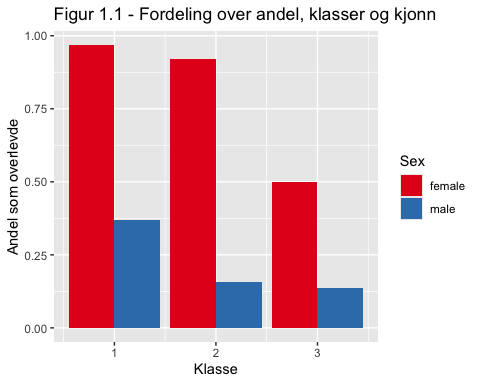 Figur 1.1 - Fordeling over andel, klasser og kjonn
1.00
0.75
0.50
0.25
0.00
Andel som overlevde
1 2 3
Klasse
Sex
female
male